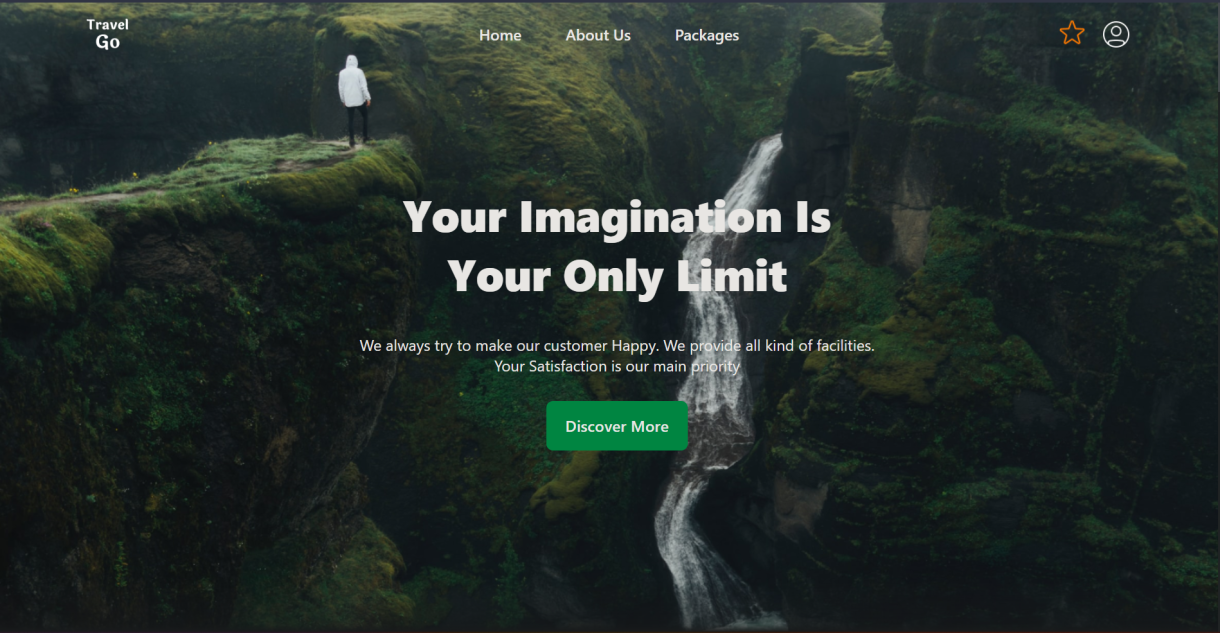 Travel
Go
Home About Us Packages
Your Imagination Is
Your Only Limit
We always try to make our customer Happy. We provide all kind of facilities.
Your Satisfaction is our main priority
Discover More